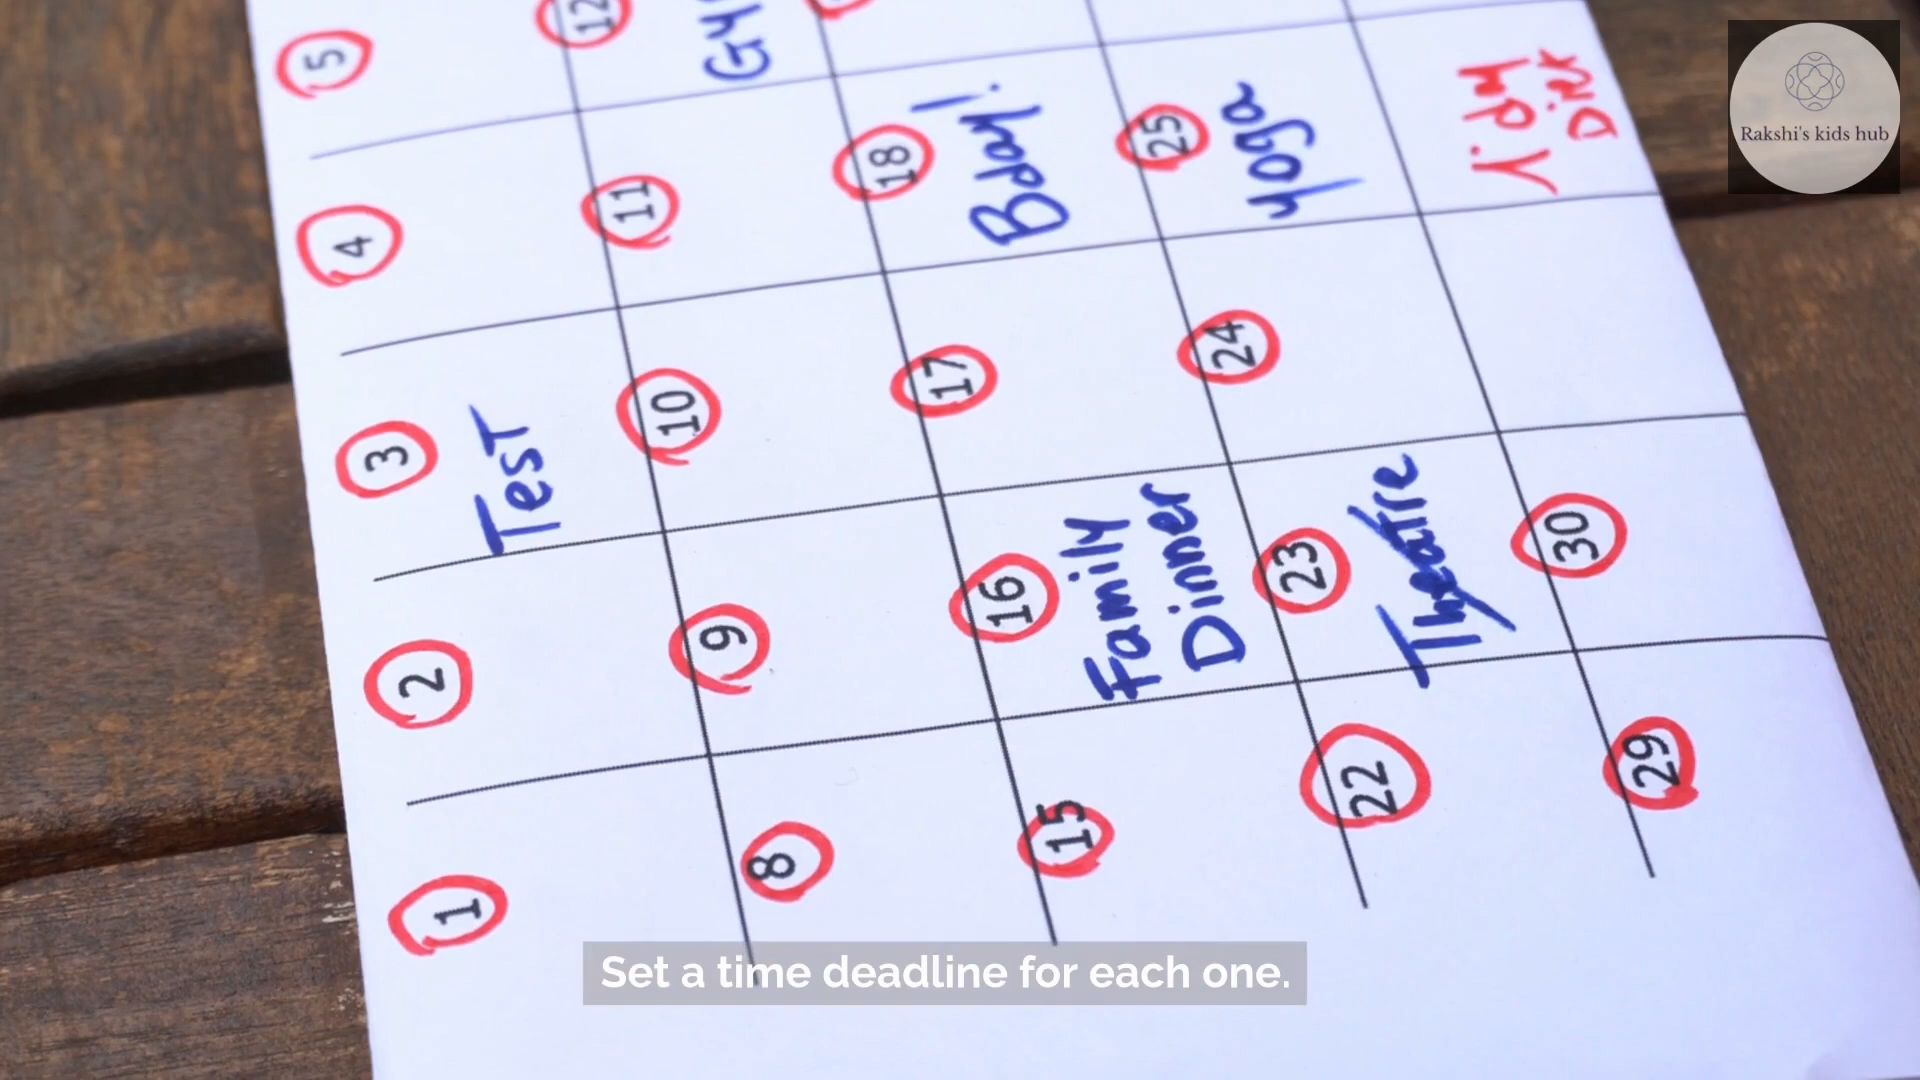 5
12
Gy
4
11
18
Bday!
25
Yoga
3
Test
10
17
24
2
9
16
Family
Dinner
23
Theatre
30
1
8
15
22
29
Set a time deadline for each one.
Rakshi's kids hub